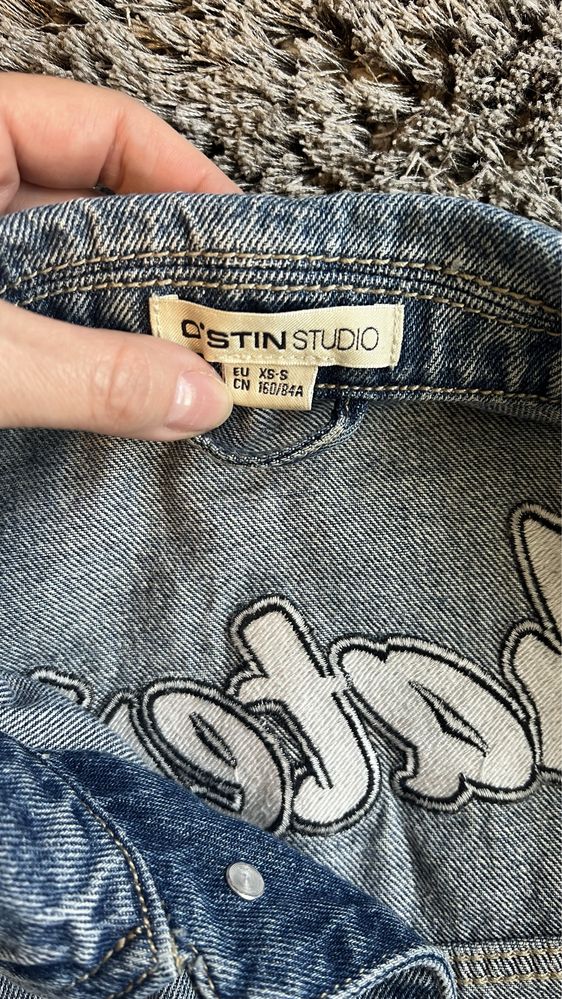 D'STIN STUDIO
EU XS-S
CN 160/84A